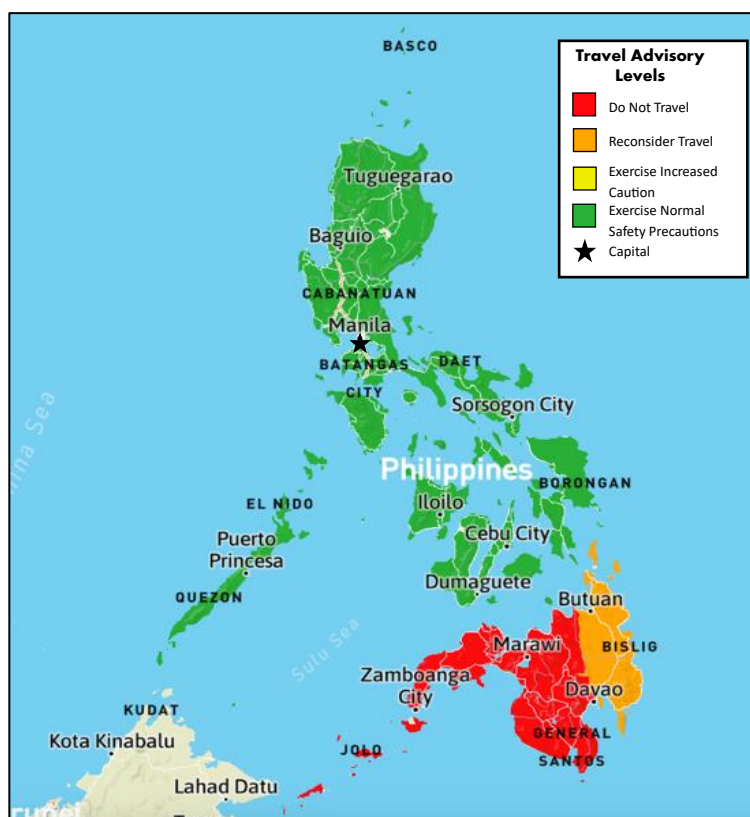 BASCO
Travel Advisory
Levels
Do Not Travel
Reconsider Travel
Exercise Increased
Caution
Exercise Normal
Safety Precautions
Capital
Tuguegarao
Baguio
CABANATUAN
Manila
BATANGAS
CITY
DAET
Sorsogon City
Philippines
BORONGAN
Iloilo
EL NIDO
Cebu City
Puerto
Princesa
Dumaguete
QUEZON
Butuan
Sulu Sea
Marawi
BISLIG
Zamboanga
City
Davao
KUDAT
GENERAL
SANTOS
Kota Kinabalu
JOLO
Lahad Datu
Sea